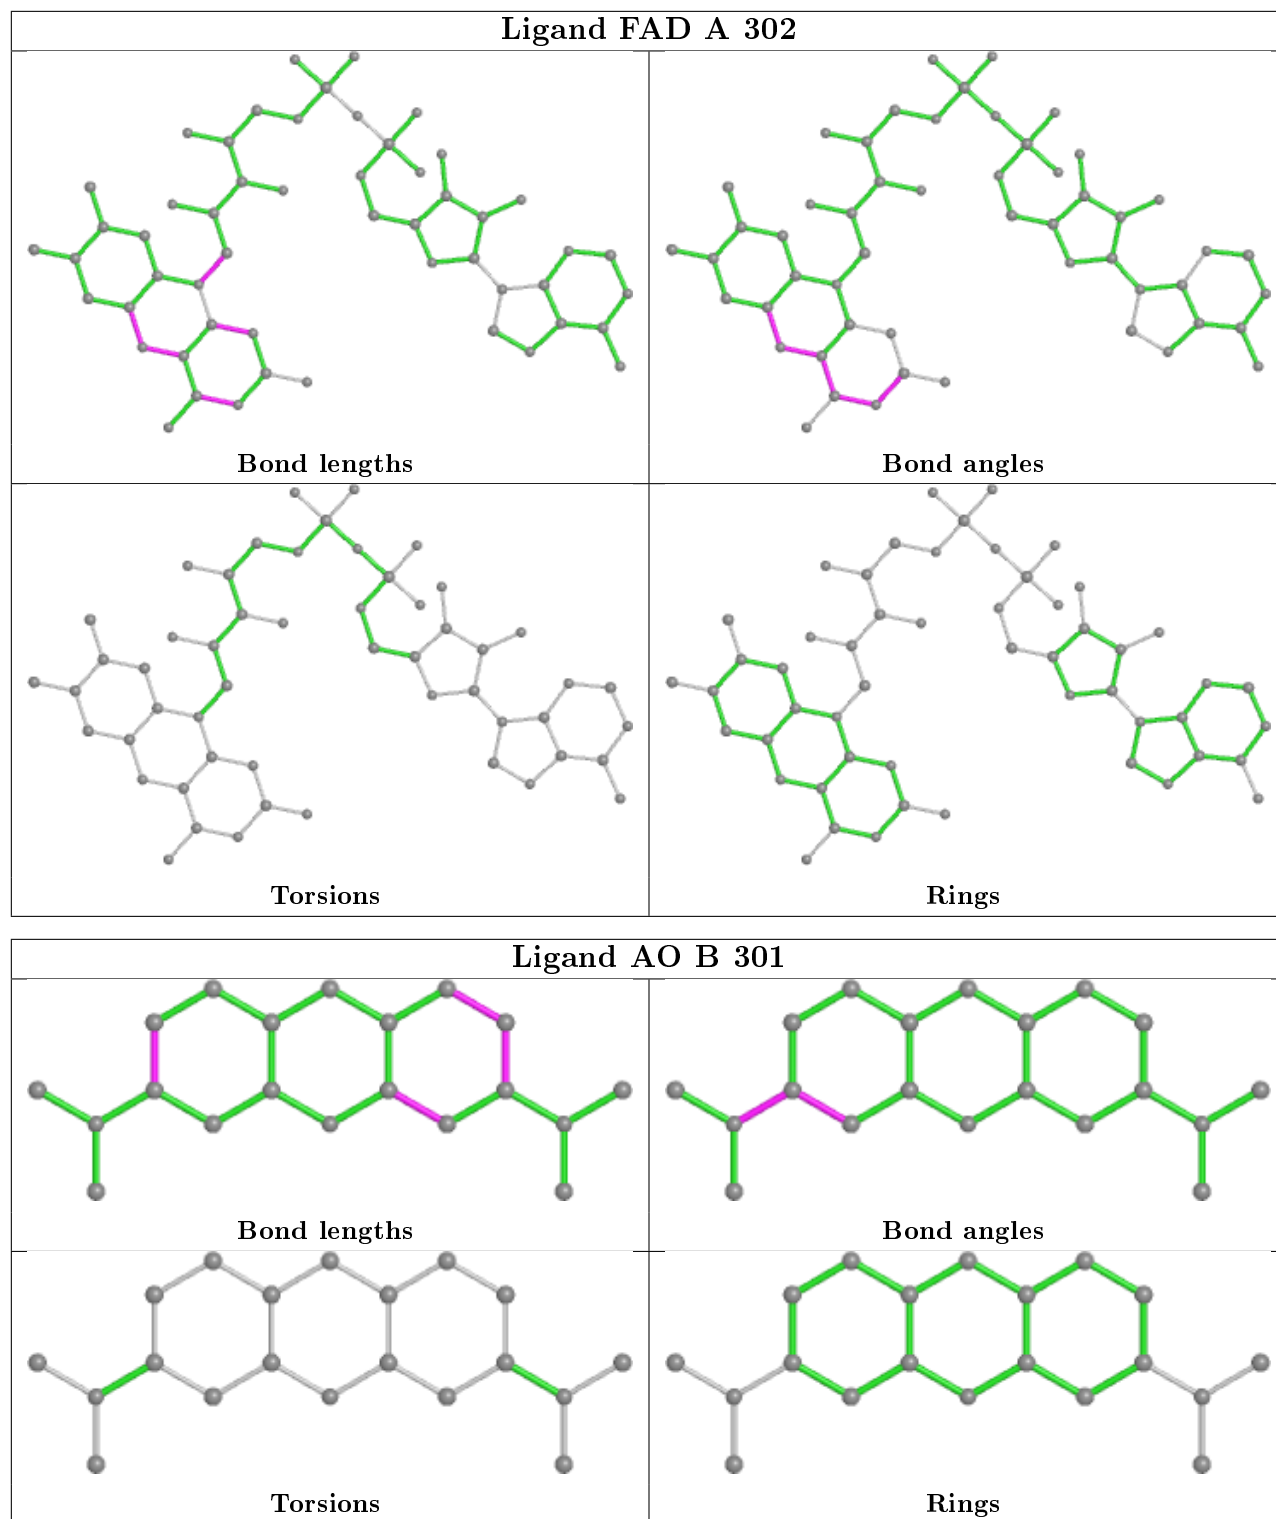 Ligand FAD A 302
Bond lengths
Bond angles
Torsions
Rings
Ligand AO B 301
Bond lengths
Bond angles
Torsions
Rings